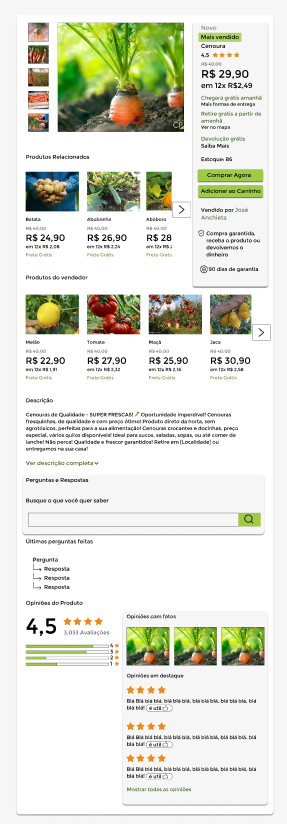 Novo
Mais vendido
Cenoura
4,5
R$ 40,00
R$ 29,90
em 12x R$2,49
Chegará grátis amanhã
Mais formas de entrega
Retire grátis a partir de
amanhã
Ver no mapa
Devolução grátis
Saiba Mais
Estoque: 86
Comprar Agora
Adicionar ao Carrinho
Vendido por José
Anchieta
Compra garantida,
receba o produto ou
devolvemos o
dinheiro
90 dias de garantia
Produtos Relacionados
Batata
R$ 40,00
R$ 24,90
em 12x R$ 2,08
Frete Grátis
Abobrinha
R$ 40,00
R$ 26,90
em 12x R$ 2,24
Frete Grátis
Abóbora
R$ 40,00
R$ 28
em 12x R$ 2
Frete Grátis
Produtos do vendedor
Melão
R$ 40,00
R$ 22,90
em 12x R$ 1,91
Frete Grátis
Tomate
R$ 40,00
R$ 27,90
em 12x R$ 2,32
Frete Grátis
Maçã
R$ 40,00
R$ 25,90
em 12x R$ 2,16
Frete Grátis
Jaca
R$ 40,00
R$ 30,90
em 12x R$ 2,58
Frete Grátis
Descrição
Cenouras de Qualidade - SUPER FRESCAS! 🥕 Oportunidade imperdível! Cenouras
fresquinhas, de qualidade e com preço ótimo! Produto direto da horta, sem
agrotóxicos, perfeitas para a sua alimentação! Cenouras crocantes e docinhas, preço
especial, vários quilos disponíveis! Ideal para sucos, saladas, sopas, ou até comer de
lanche! Não perca! Qualidade e frescor garantidos! Retire em [Localidade] ou
entregamos na sua casa!
Ver descrição completa
Perguntas e Respostas
Busque o que você quer saber
Últimas perguntas feitas
Pergunta
Resposta
Resposta
Resposta
Opiniões do Produto
4,5
3,033 Avaliações
4
3
2
1
Opiniões com fotos
Opiniões em destaque
Blá Blá blá blá, blá blá blá, blá blá blá blá, blá blá,
blá blá! é útil
Blá Blá blá blá, blá blá blá, blá blá blá blá, blá blá,
blá blá! é útil
Blá Blá blá blá, blá blá blá, blá blá blá blá, blá blá,
blá blá! é útil
Mostrar todas as opiniões